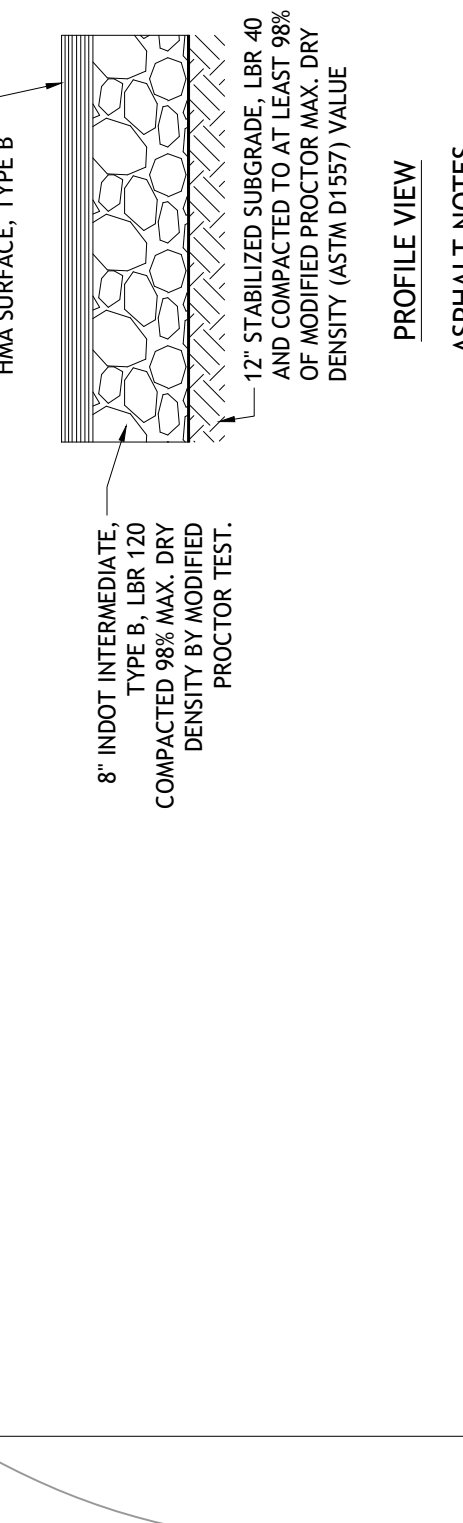 HMA SURFACE, TYPE B
8" INDOT INTERMEDIATE,
TYPE B, LBR 120
COMPACTED 98% MAX. DRY
DENSITY BY MODIFIED
PROCTOR TEST.
12" STABILIZED SUBGRADE, LBR 40
AND COMPACTED TO AT LEAST 98%
OF MODIFIED PROCTOR MAX. DRY
DENSITY (ASTM D1557) VALUE
PROFILE VIEW
ASPHALT NOTES